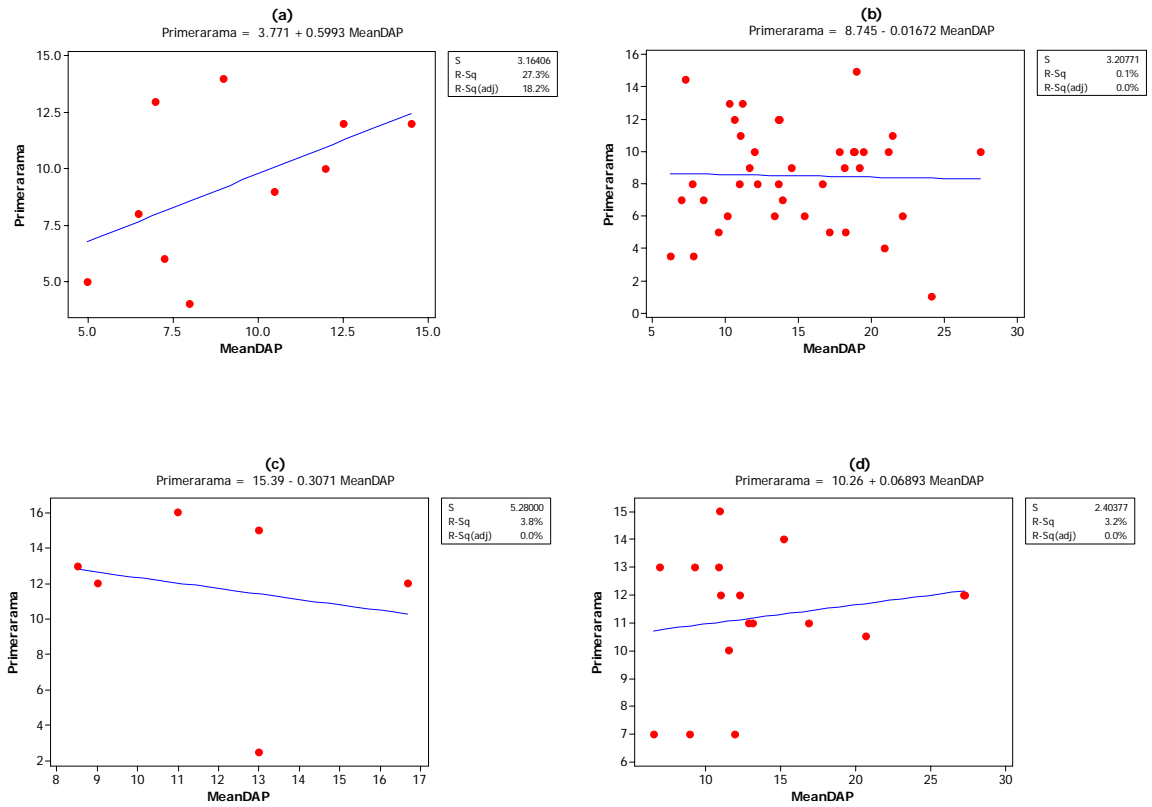 (a)
Primerarama = 3.771 + 0.5993 MeanDAP
S 3.16406
R-Sq 27.3%
R-Sq(adj) 18.2%
15.0
12.5
10.0
7.5
5.0
Primerarama
5.0 7.5 10.0 12.5 15.0
MeanDAP
(b)
Primerarama = 8.745 - 0.01672 MeanDAP
S 3.20771
R-Sq 0.1%
R-Sq(adj) 0.0%
16
14
12
10
8
6
4
2
0
Primerarama
5 10 15 20 25 30
MeanDAP
(c)
Primerarama = 15.39 - 0.3071 MeanDAP
S 5.28000
R-Sq 3.8%
R-Sq(adj) 0.0%
16
14
12
10
8
6
4
2
Primerarama
8 9 10 11 12 13 14 15 16 17
MeanDAP
(d)
Primerarama = 10.26 + 0.06893 MeanDAP
S 2.40377
R-Sq 3.2%
R-Sq(adj) 0.0%
15
14
13
12
11
10
9
8
7
6
Primerarama
10 15 20 25 30
MeanDAP